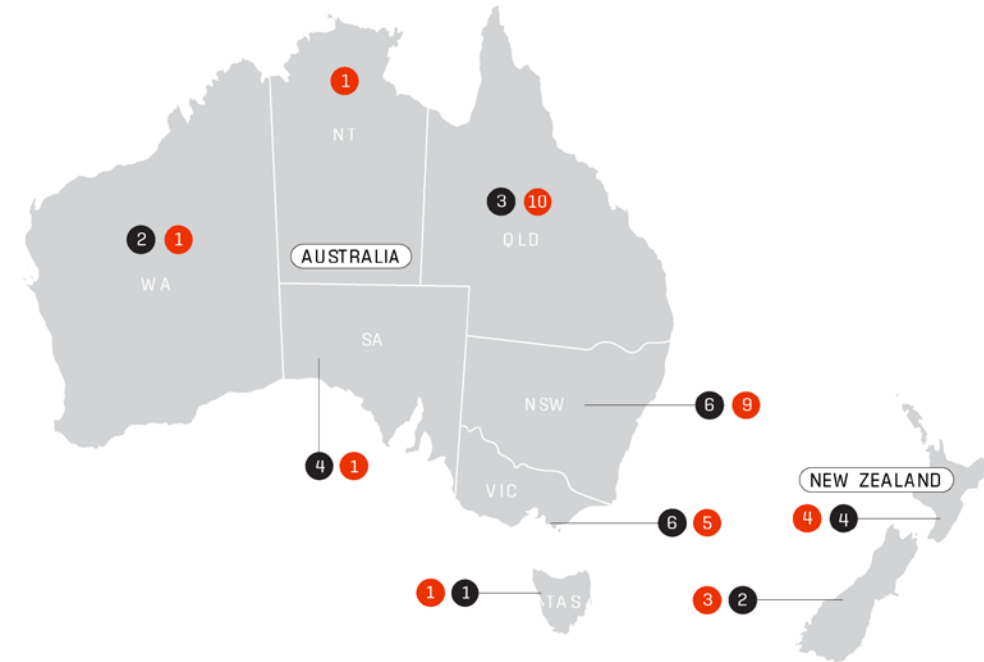 1
NT
3 10
QLD
2 1
AUSTRALIA
WA
SA
NSW
6 9
4 1
NEW ZEALAND
VIC
4 4
6 5
1 1
TAS
3 2